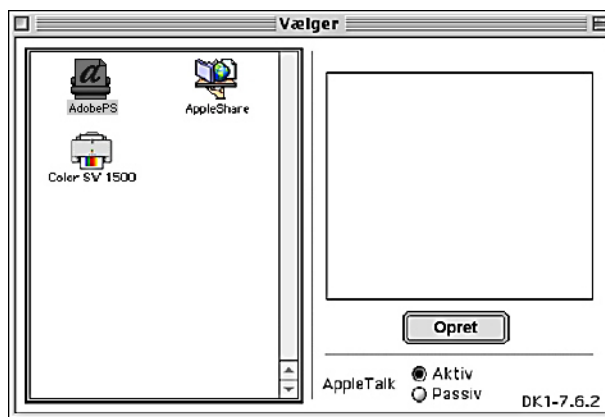 Vælger
AdobePS
AppleShare
Color SV 1500
Opret
AppleTalk
Aktiv
Passiv
DK1-7.6.2